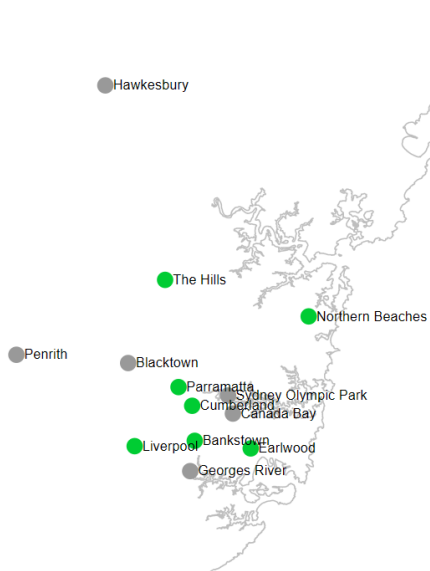 Hawkesbury
The Hills
Northern Beaches
Penrith
Blacktown
Parramatta
Sydney Olympic Park
Cumberland
Canada Bay
Bankstown
Liverpool
Earlwood
Georges River